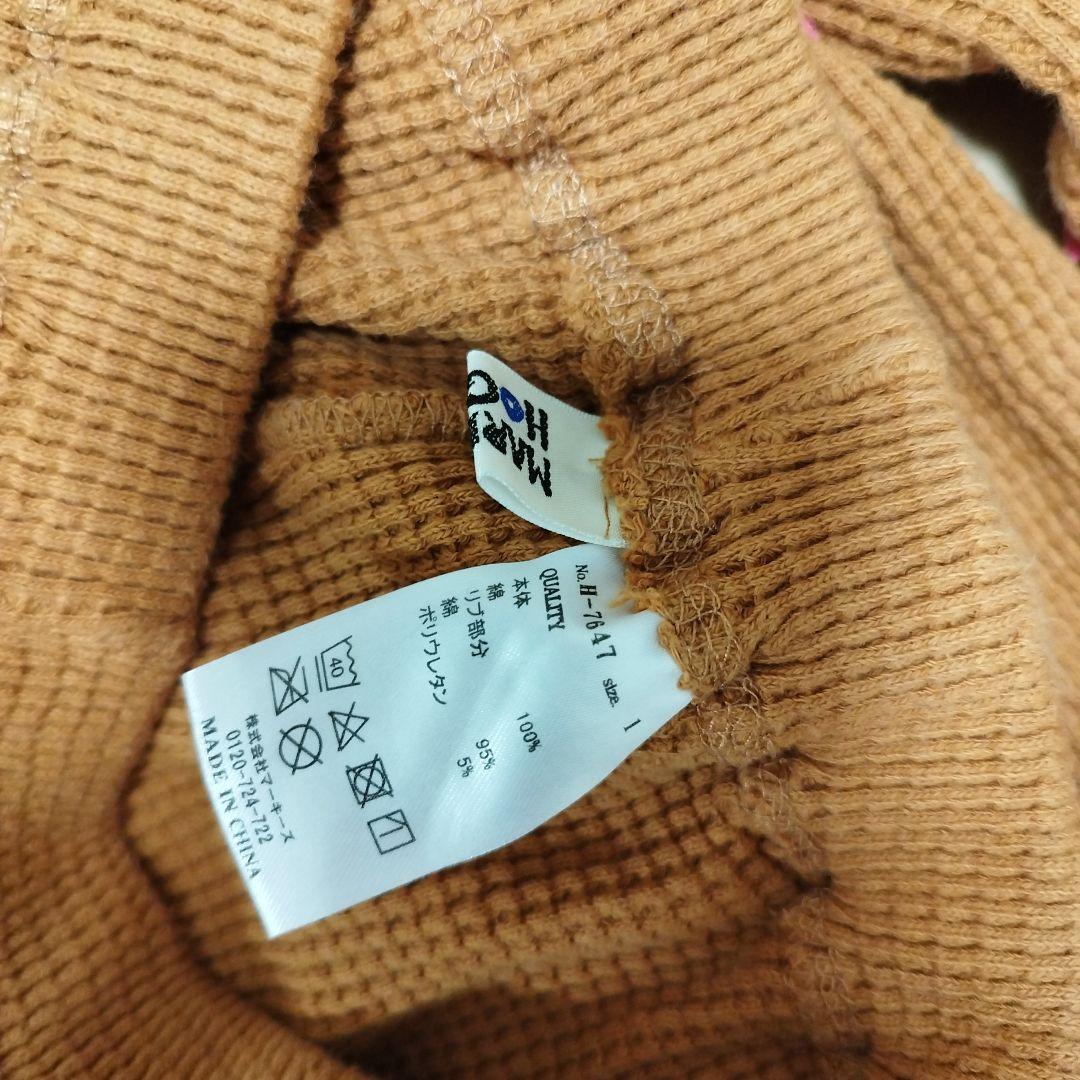 MAR
H
No. H-7647 size. 1
QUALITY
本体
綿 100%
リブ部分
綿 95%
ポリウレタン 5%
40
株式会社マーキーズ
0120-724-722
MADE IN CHINA